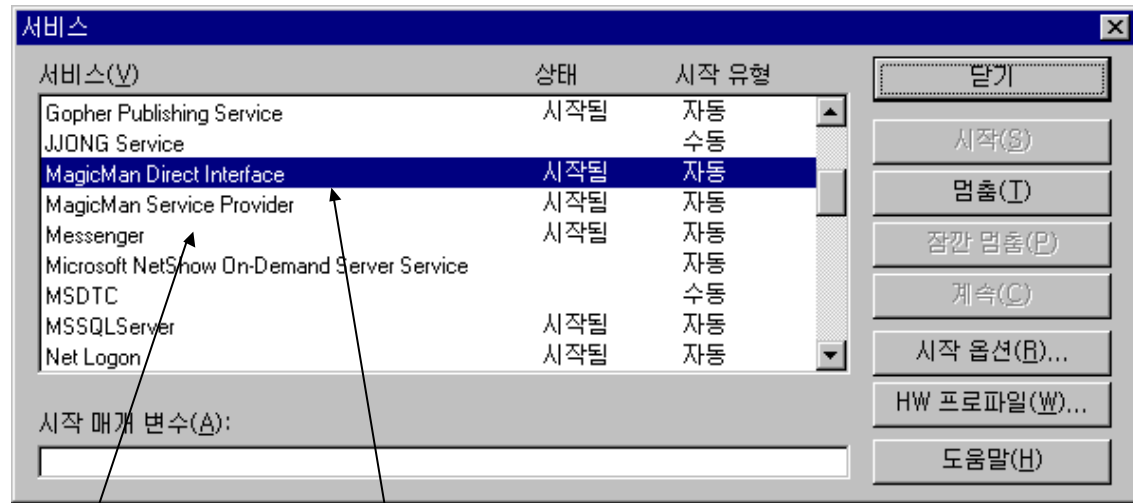 서비스
서비스(V) 상태 시작 유형
Gopher Publishing Service 시작됨 자동
JJONG Service 수동
MagicMan Direct Interface 시작됨 자동
MagicMan Service Provider 시작됨 자동
Messenger 시작됨 자동
Microsoft NetShow On-Demand Server Service 자동
MSDTC 수동
MSSQLServer 시작됨 자동
Net Logon 시작됨 자동
시작 매개 변수(A):
닫기
시작(S)
멈춤(T)
잠깐 멈춤(P)
계속(C)
시작 옵션(R)...
HW 프로파일(W)...
도움말(H)